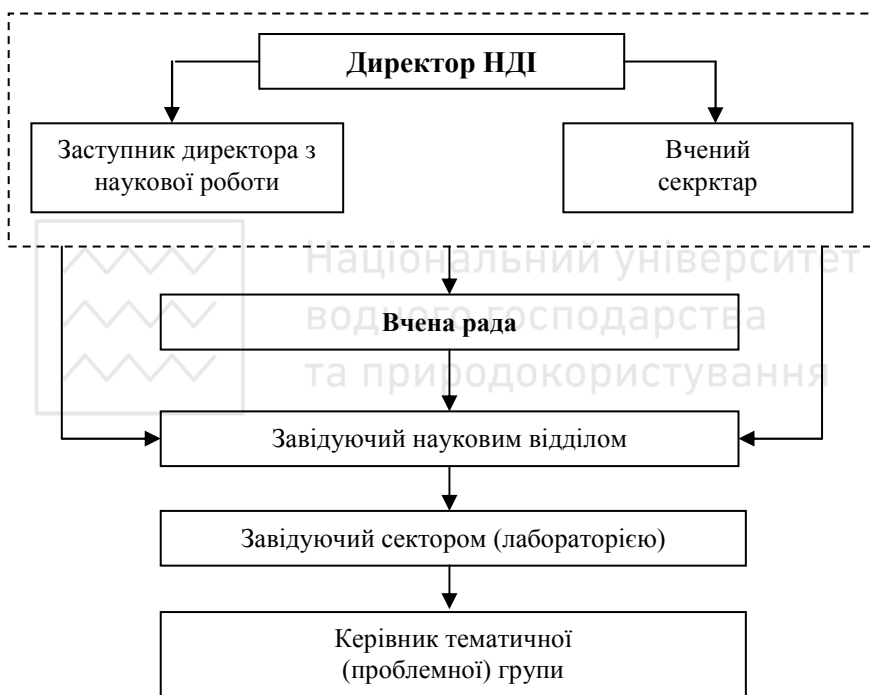 Директор НДІ
Заступник директора з
наукової роботи
Вчений
секрктар
Національний університет
водного господарства
та природокористування
Вчена рада
Завідуючий науковим відділом
Завідуючий сектором (лабораторією)
Керівник тематичної
(проблемної) групи